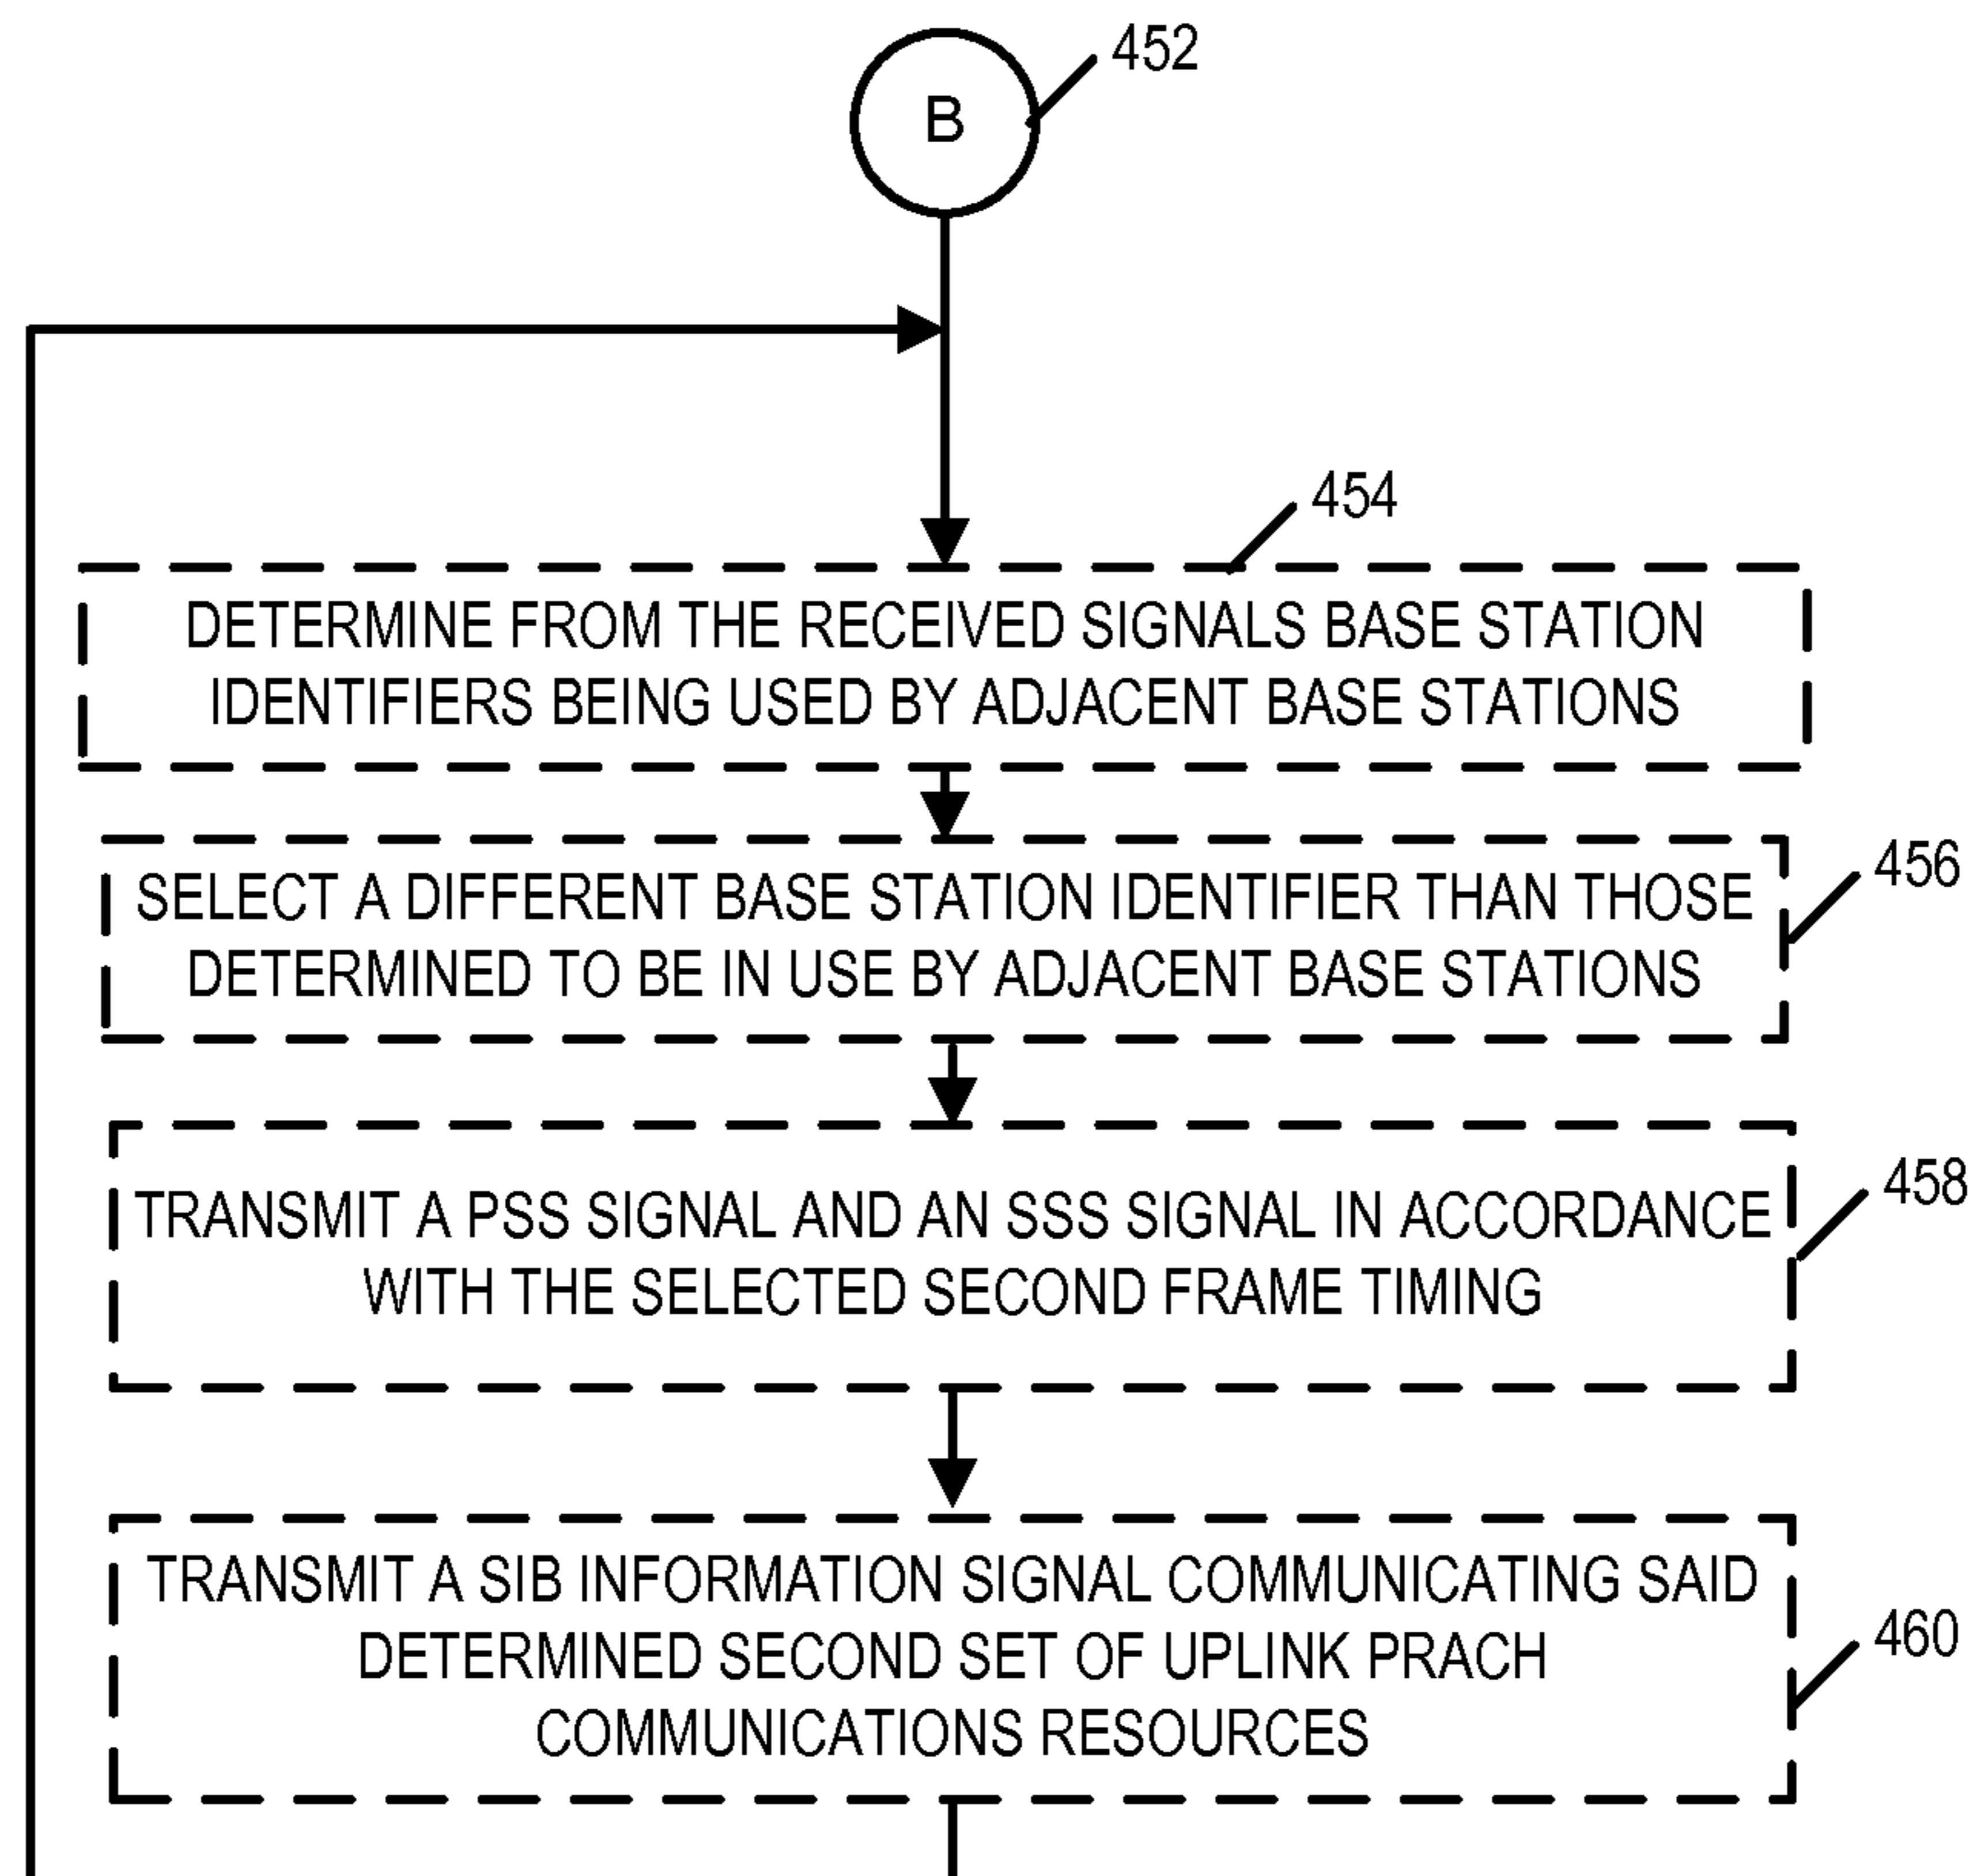 452
B
454
DETERMINE FROM THE RECEIVED SIGNALS BASE STATION
IDENTIFIERS BEING USED BY ADJACENT BASE STATIONS
456
SELECT A DIFFERENT BASE STATION IDENTIFIER THAN THOSE
DETERMINED TO BE IN USE BY ADJACENT BASE STATIONS
458
TRANSMIT A PSS SIGNAL AND AN SSS SIGNAL IN ACCORDANCE
WITH THE SELECTED SECOND FRAME TIMING
460
TRANSMIT A SIB INFORMATION SIGNAL COMMUNICATING SAID
DETERMINED SECOND SET OF UPLINK PRACH
COMMUNICATIONS RESOURCES